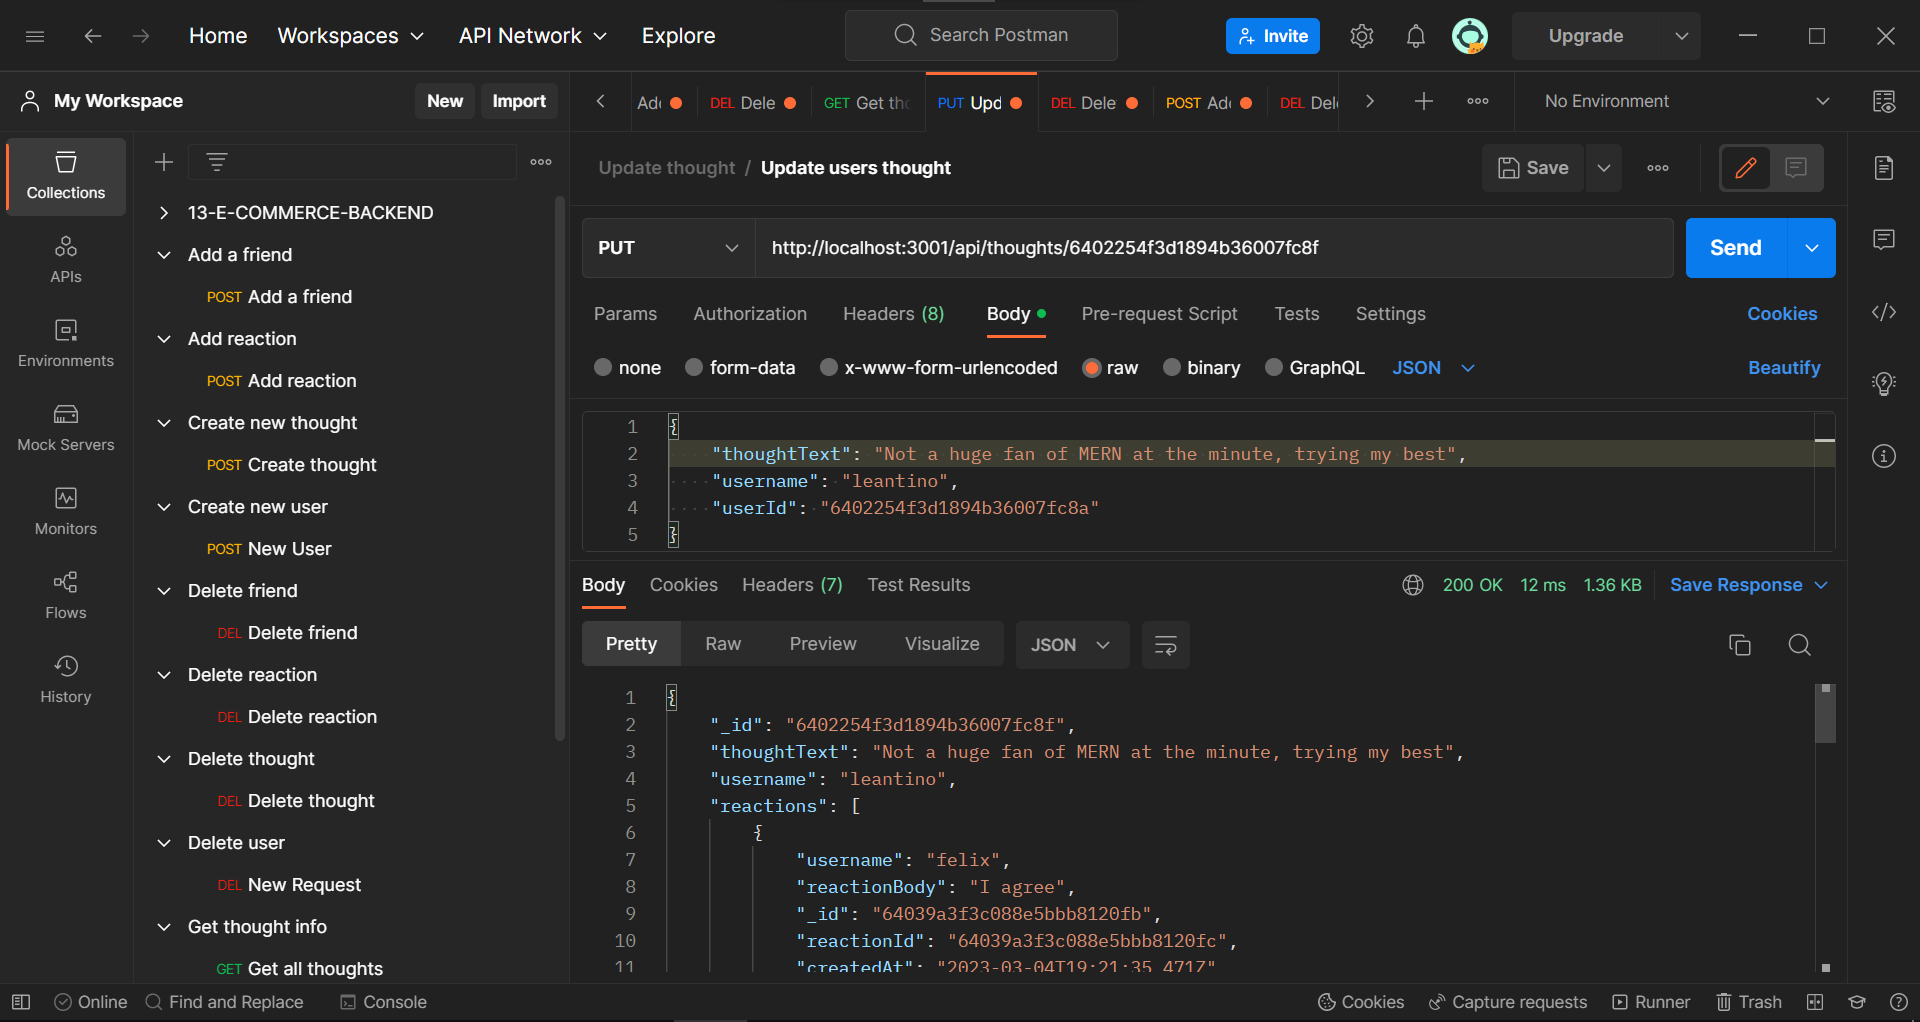 Home Workspaces API Network Explore Search Postman Invite Upgrade
My Workspace New Import
DEL Dele GET Get PUT Upd DEL Dele POST DEL No Environment
Collections
APIs
Environments
Mock Servers
Monitors
Flows
History
13-E-COMMERCE-BACKEND
Add a friend
POST Add a friend
Add reaction
POST Add reaction
Create new thought
POST Create thought
Create new user
POST New User
Delete friend
DEL Delete friend
Delete reaction
DEL Delete reaction
Delete thought
DEL Delete thought
Delete user
DEL New Request
Get thought info
GET Get all thoughts
Update thought / Update users thought Save
PUT http://localhost:3001/api/thoughts/6402254f3d1894b36007fc8f Send
Params Authorization Headers (8) Body Pre-request Script Tests Settings Cookies
none form-data x-www-form-urlencoded raw binary GraphQL JSON Beautify
1 {
2 "thoughtText": "Not a huge fan of MERN at the minute, trying my best",
3 "username": "leantino",
4 "userId": "6402254f3d1894b36007fc8a"
5 }
Body Cookies Headers (7) Test Results 200 OK 12 ms 1.36 KB Save Response
Pretty Raw Preview Visualize JSON
1 {
2 "_id": "6402254f3d1894b36007fc8f",
3 "thoughtText": "Not a huge fan of MERN at the minute, trying my best",
4 "username": "leantino",
5 "reactions": [
6 {
7 "username": "felix",
8 "reactionBody": "I agree",
9 "_id": "64039a3f3c088e5bbb8120fb",
10 "reactionId": "64039a3f3c088e5bbb8120fc",
11 "createdAt": "2023-03-04T19:21:35.471Z"
Online Find and Replace Console Cookies Capture requests Runner Trash